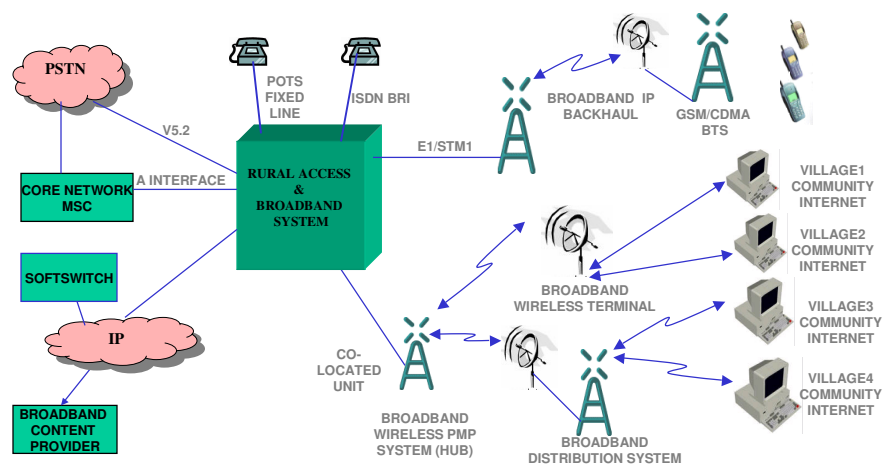 PSTN
POTS
FIXED
LINE
ISDN BRI
BROADBAND IP
BACKHAUL
GSM/CDMA
BTS
V5.2
E1/STM1
A INTERFACE
CORE NETWORK
MSC
RURAL ACCESS
&
BROADBAND
SYSTEM
VILLAGE1
COMMUNITY
INTERNET
VILLAGE2
COMMUNITY
INTERNET
SOFTSWITCH
BROADBAND
WIRELESS TERMINAL
VILLAGE3
COMMUNITY
INTERNET
IP
CO-
LOCATED
UNIT
VILLAGE4
COMMUNITY
INTERNET
BROADBAND
CONTENT
PROVIDER
BROADBAND
WIRELESS PMP
SYSTEM (HUB)
BROADBAND
DISTRIBUTION SYSTEM